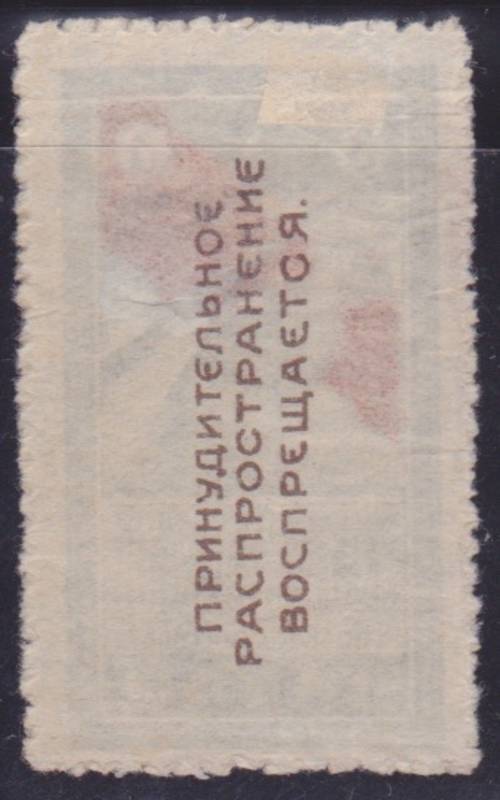 ПРИНУДИТЕЛЬНОЕ
РАСПРОСТРАНЕНИЕ
ВОСПРЕЩАЕТСЯ.